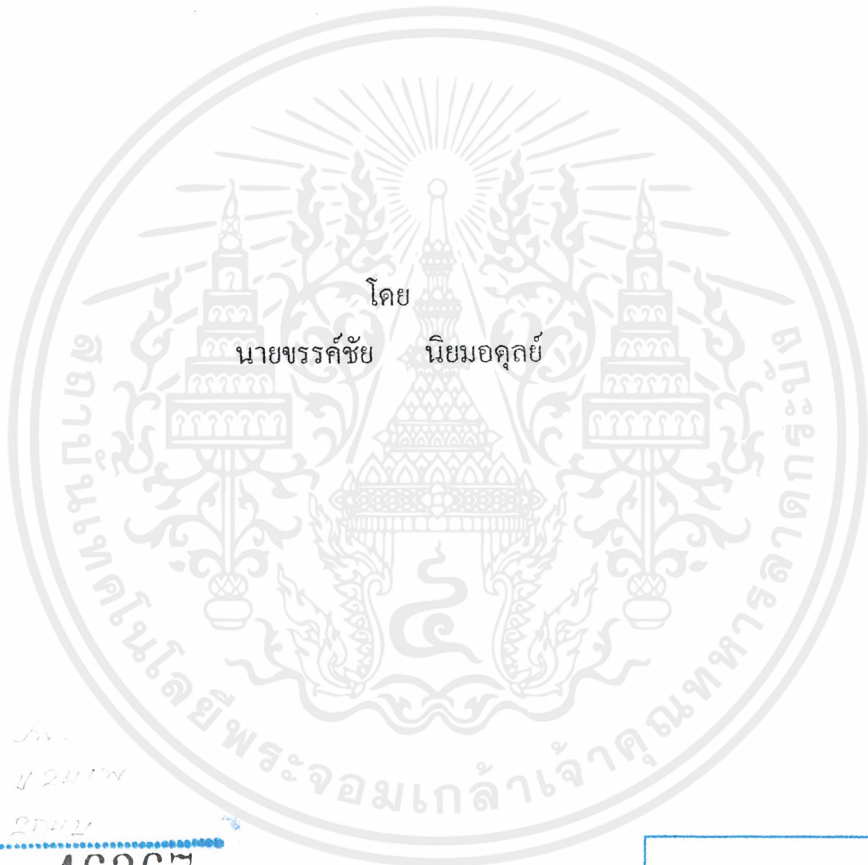 โดย
นายขรรค์ชัย นิยมอดุลย์
สถาบันเทคโนโลยีพระจอมเกล้าเจ้าคุณทหารลาดกระบัง